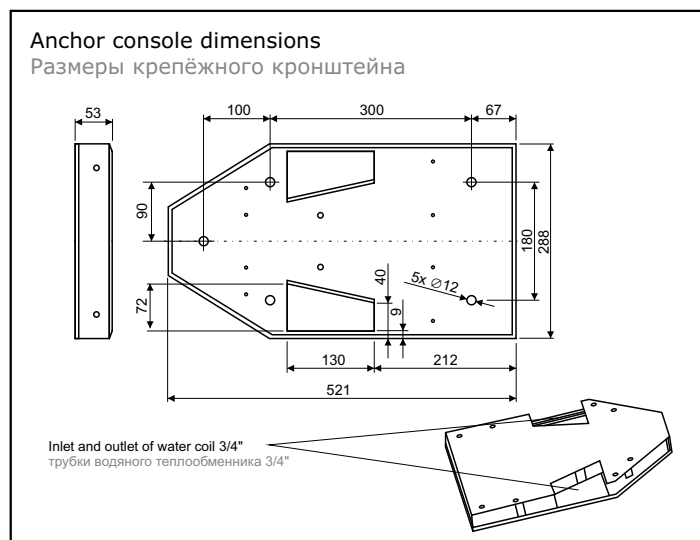 Anchor console dimensions
Размеры крепёжного кронштейна
53
100
300
67
90
180
288
72
40
9
5x ∅12
130
212
521
Inlet and outlet of water coil 3/4"
трубки водяного теплообменника 3/4"